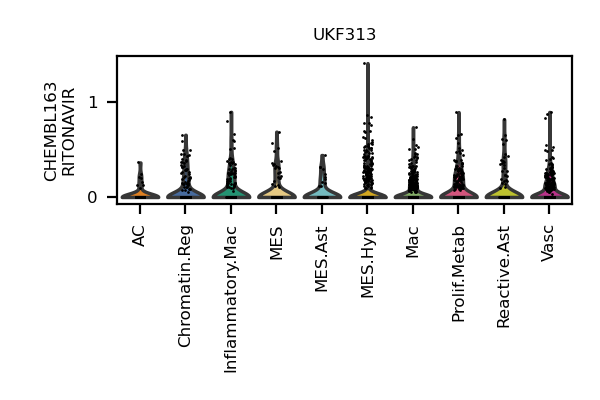 UKF313
CHEMBL163
RITONAVIR
1
0
AC
Chromatin.Reg
Inflammatory.Mac
MES
MES.Ast
MES.Hyp
Mac
Prolif.Metab
Reactive.Ast
Vasc